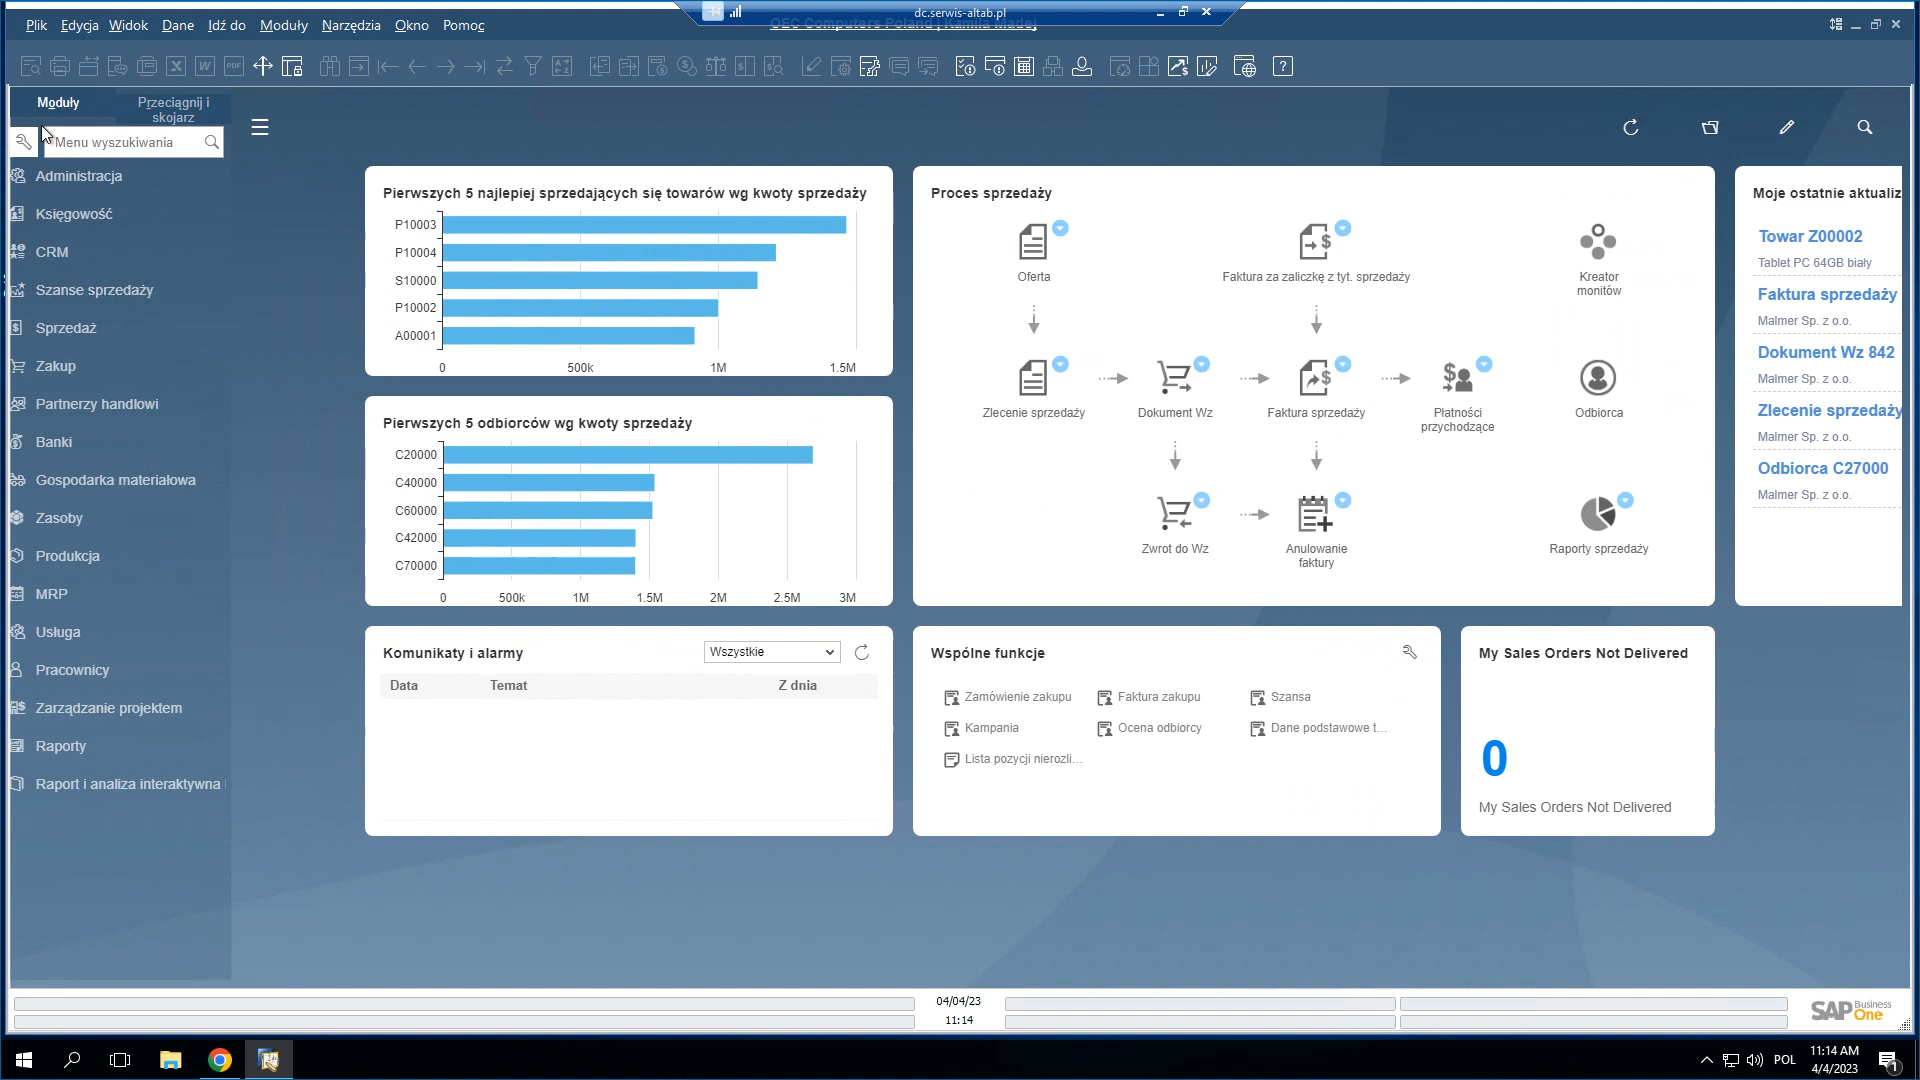 dc.serwis-altab.pl
OEC Computers Poland | Kamila Madej
Plik Edycja Widok Dane Idź do Moduły Narzędzia Okno Pomoc
Moduły
Przeciągnij i
skojarz
Menu wyszukiwania
Administracja
Księgowość
CRM
Szanse sprzedaży
Sprzedaż
Zakup
Partnerzy handlowi
Banki
Gospodarka materiałowa
Zasoby
Produkcja
MRP
Usługa
Pracownicy
Zarządzanie projektem
Raporty
Raport i analiza interaktywna
Pierwszych 5 najlepiej sprzedających się towarów wg kwoty sprzedaży
P10003
P10004
S10000
P10002
A00001
0 500k 1M 1.5M
Pierwszych 5 odbiorców wg kwoty sprzedaży
C20000
C40000
C60000
C42000
C70000
0 500k 1M 1.5M 2M 2.5M 3M
Proces sprzedaży
Oferta
Faktura za zaliczkę z tyt. sprzedaży
Kreator
monitów
Zlecenie sprzedaży
Dokument Wz
Faktura sprzedaży
Płatności
przychodzące
Odbiorca
Zwrot do Wz
Anulowanie
faktury
Raporty sprzedaży
Moje ostatnie aktualiz
Towar Z00002
Tablet PC 64GB biały
Faktura sprzedaży
Malmer Sp. z o.o.
Dokument Wz 842
Malmer Sp. z o.o.
Zlecenie sprzedaży
Malmer Sp. z o.o.
Odbiorca C27000
Malmer Sp. z o.o.
Komunikaty i alarmy
Wszystkie
Data Temat Z dnia
Wspólne funkcje
Zamówienie zakupu Faktura zakupu Szansa
Kampania Ocena odbiorcy Dane podstawowe t...
Lista pozycji nierozli...
My Sales Orders Not Delivered
0
My Sales Orders Not Delivered
04/04/23
11:14
SAP Business One
POL
11:14 AM
4/4/2023
1